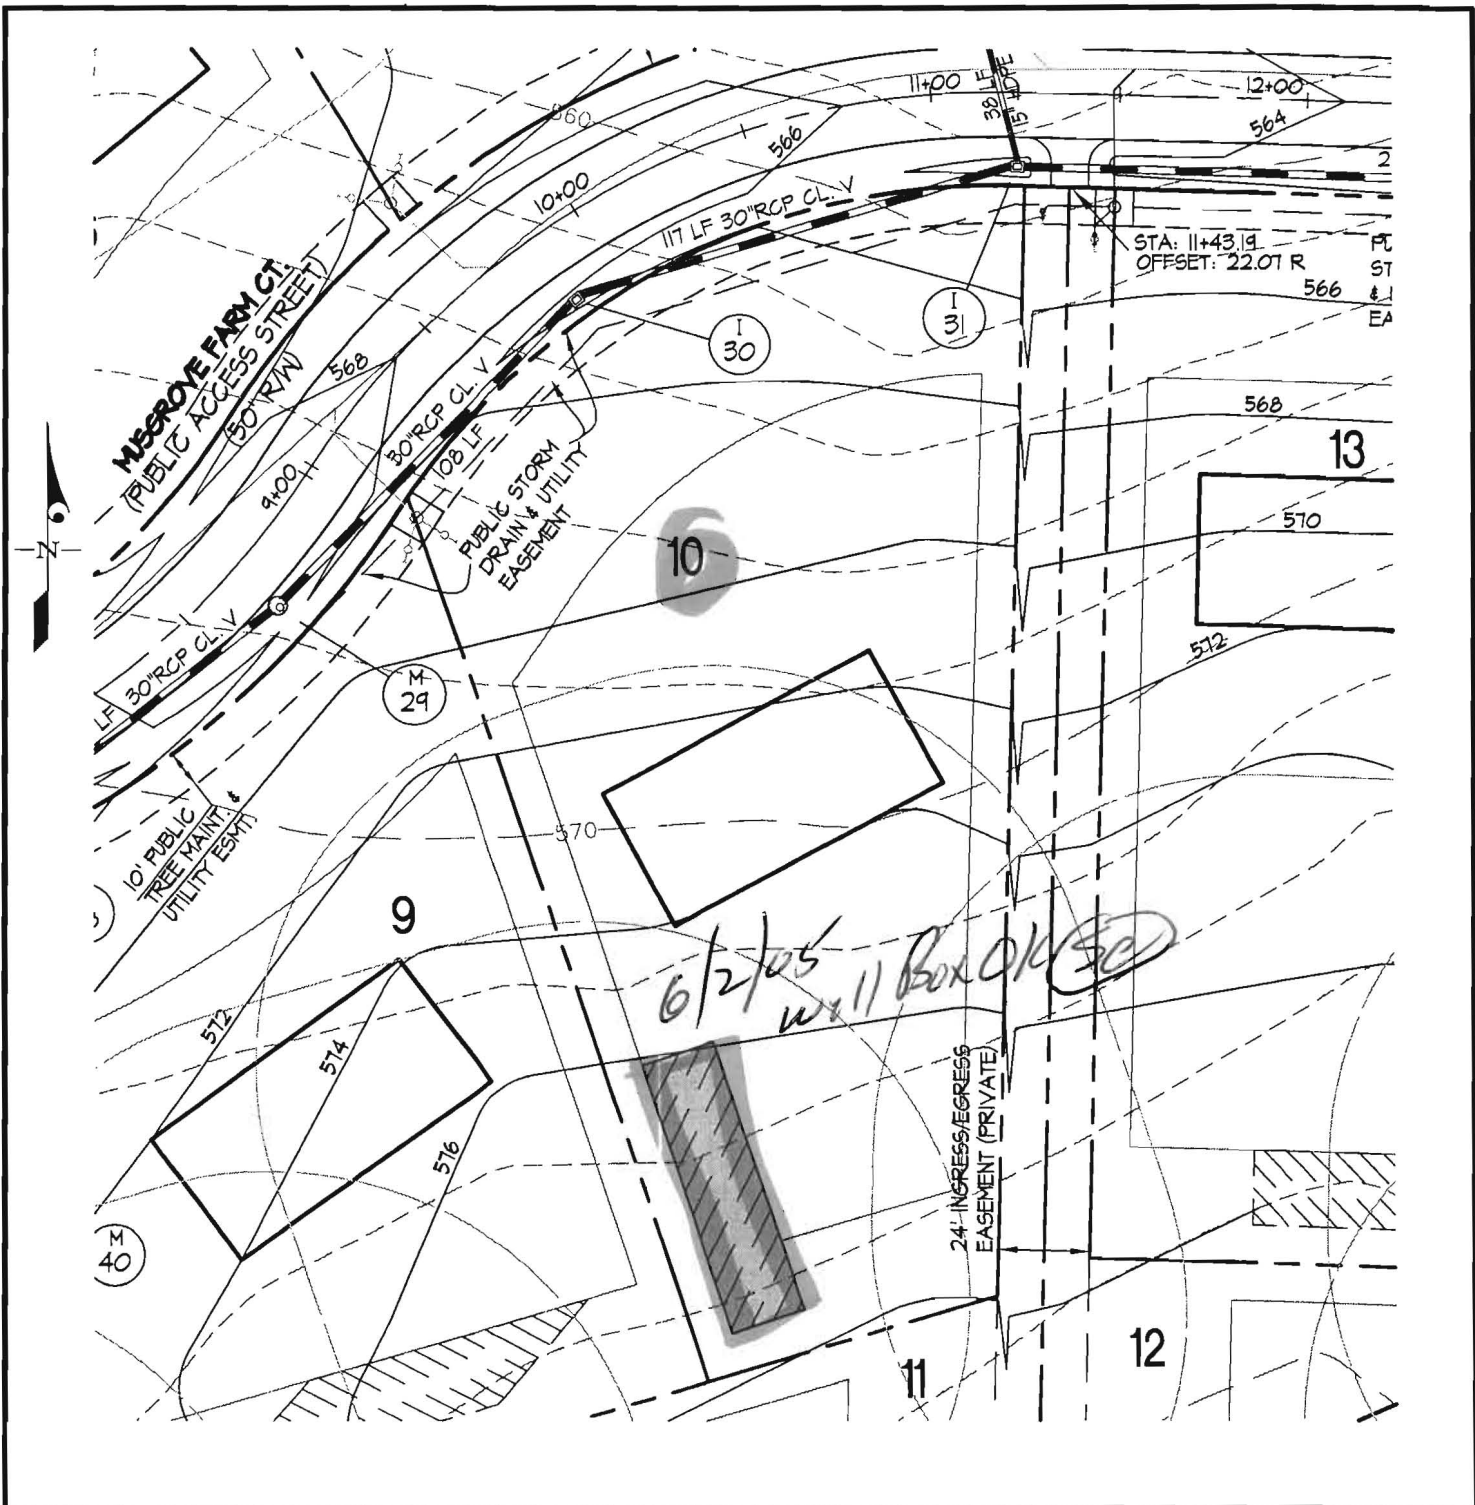 560
11+00
38 LF
15" HDPE
12+00
564
566
10+00
117 LF 30"RCP CL. V
2
STA: 11+43.19
OFFSET: 22.07 R
566
MUSGROVE FARM CT.
(PUBLIC ACCESS STREET)
(50' R/W)
568
I
30
I
31
30"RCP CL. V
108 LF
568
13
9+00
PUBLIC STORM
DRAIN & UTILITY
EASEMENT
10
570
N
LF 30"RCP CL. V
M
29
572
10' PUBLIC
TREE MAINT. &
UTILITY ESMT
570
9
6/2/05
Well Box OK SC
572
574
576
24' INGRESS/EGRESS
EASEMENT (PRIVATE)
M
40
11
12